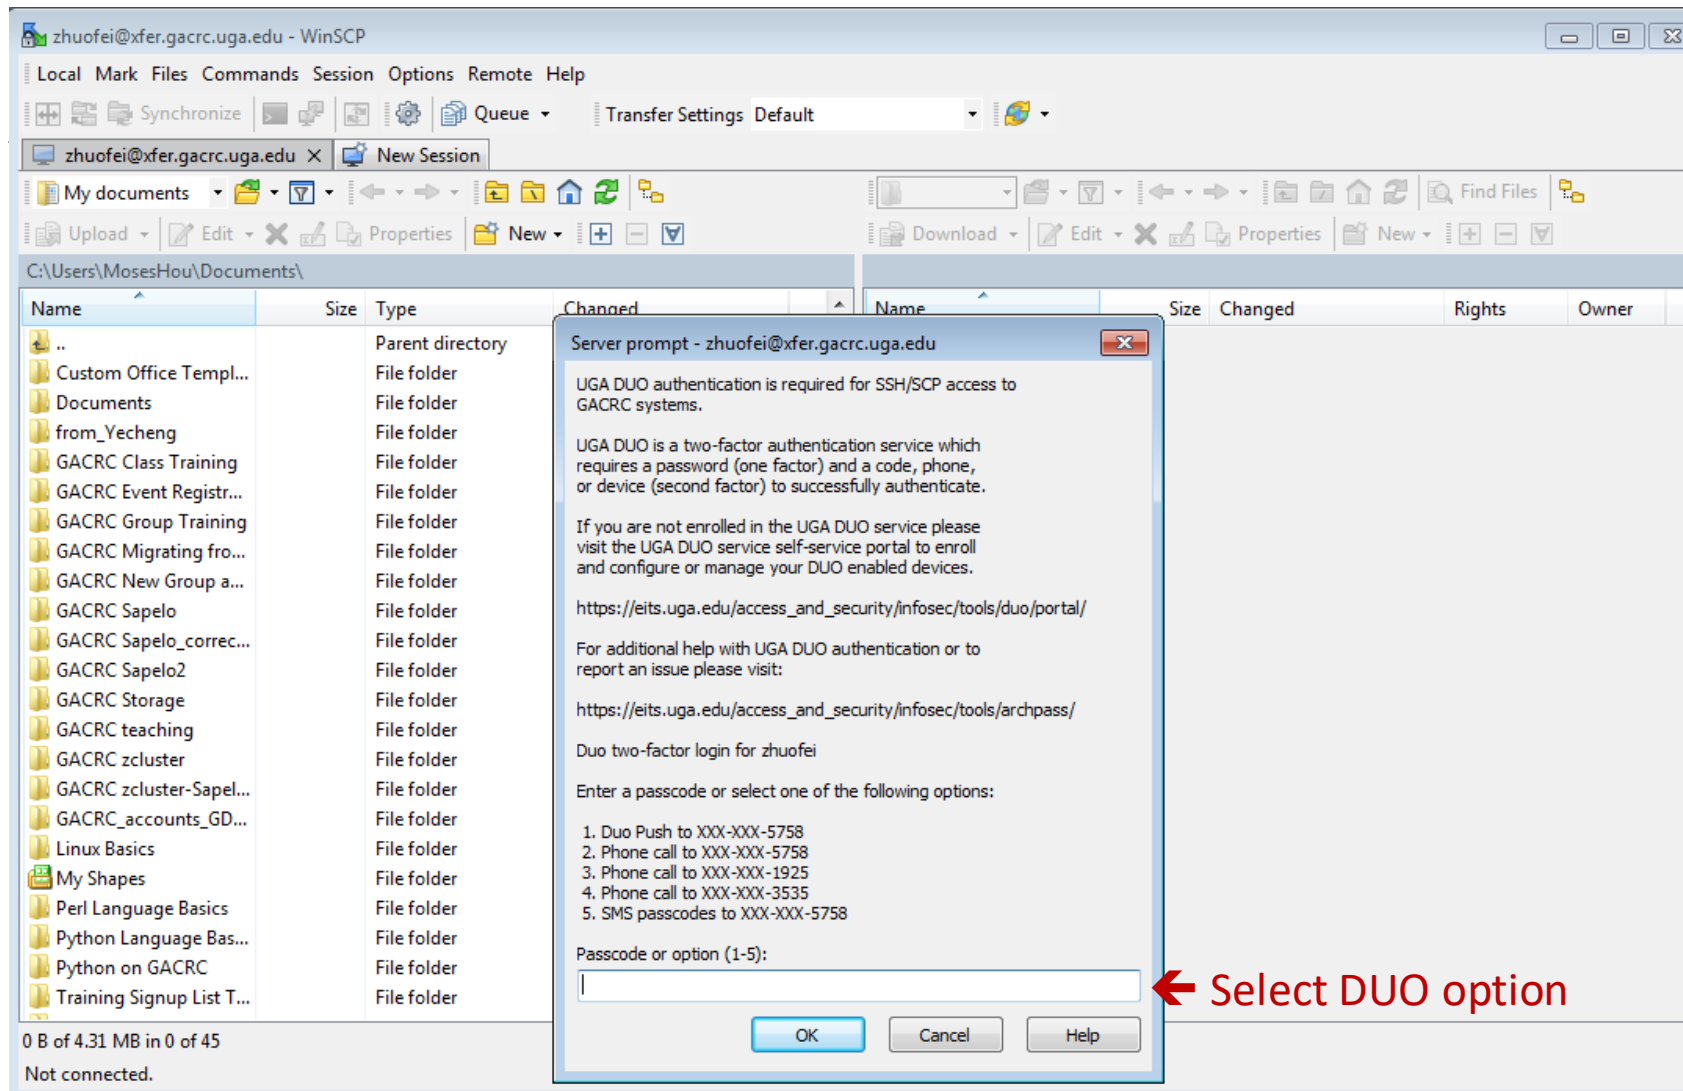 zhuofei@xfer.gacrc.uga.edu - WinSCP
Local Mark Files Commands Session Options Remote Help
Synchronize Queue Transfer Settings Default
zhuofei@xfer.gacrc.uga.edu New Session
My documents Find Files
Upload Edit Properties New Download Edit Properties New
C:\Users\MosesHou\Documents\
Name Size Type Changed Name Size Changed Rights Owner
.. Parent directory
Custom Office Templ... File folder
Documents File folder
from_Yecheng File folder
GACRC Class Training File folder
GACRC Event Registr... File folder
GACRC Group Training File folder
GACRC Migrating fro... File folder
GACRC New Group a... File folder
GACRC Sapelo File folder
GACRC Sapelo_correc... File folder
GACRC Sapelo2 File folder
GACRC Storage File folder
GACRC teaching File folder
GACRC zcluster File folder
GACRC zcluster-Sapel... File folder
GACRC_accounts_GD... File folder
Linux Basics File folder
My Shapes File folder
Perl Language Basics File folder
Python Language Bas... File folder
Python on GACRC File folder
Training Signup List T... File folder
0 B of 4.31 MB in 0 of 45
Not connected.
Server prompt - zhuofei@xfer.gacrc.uga.edu
UGA DUO authentication is required for SSH/SCP access to
GACRC systems.
UGA DUO is a two-factor authentication service which
requires a password (one factor) and a code, phone,
or device (second factor) to successfully authenticate.
If you are not enrolled in the UGA DUO service please
visit the UGA DUO service self-service portal to enroll
and configure or manage your DUO enabled devices.
https://eits.uga.edu/access_and_security/infosec/tools/duo/portal/
For additional help with UGA DUO authentication or to
report an issue please visit:
https://eits.uga.edu/access_and_security/infosec/tools/archpass/
Duo two-factor login for zhuofei
Enter a passcode or select one of the following options:
1. Duo Push to XXX-XXX-5758
2. Phone call to XXX-XXX-5758
3. Phone call to XXX-XXX-1925
4. Phone call to XXX-XXX-3535
5. SMS passcodes to XXX-XXX-5758
Passcode or option (1-5):
OK Cancel Help
Select DUO option